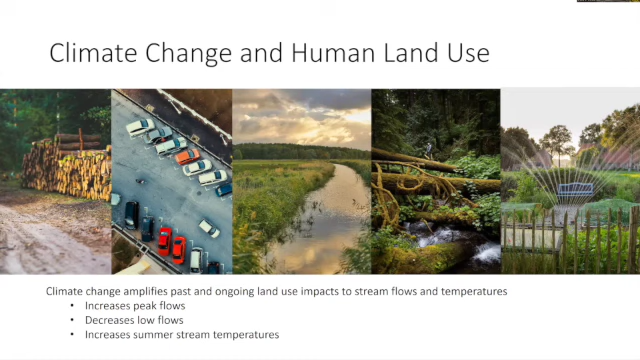 Climate Change and Human Land Use
Climate change amplifies past and ongoing land use impacts to stream flows and temperatures
• Increases peak flows
• Decreases low flows
• Increases summer stream temperatures